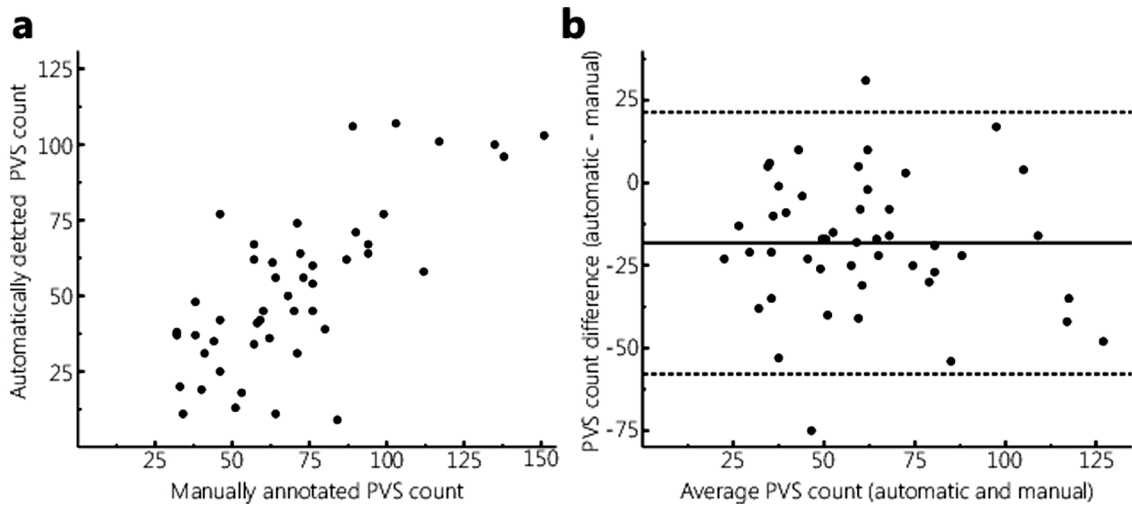 a
b
Automatically detcted PVS count
125
100
75
50
25
25 50 75 100 125 150
Manually annotated PVS count
PVS count difference (automatic - manual)
25
0
-25
-50
-75
25 50 75 100 125
Average PVS count (automatic and manual)